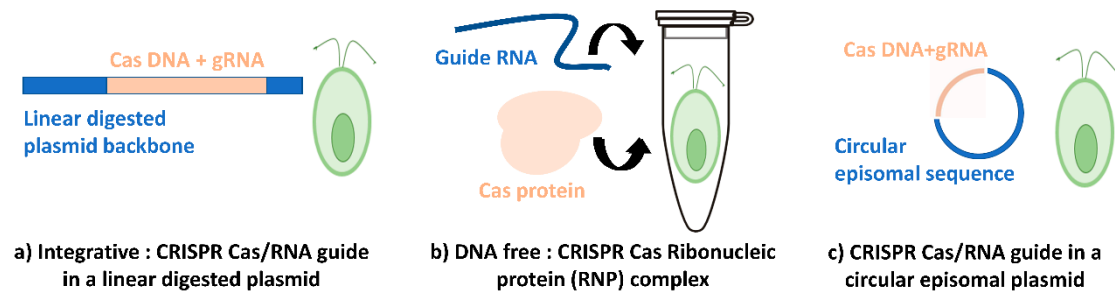 Cas DNA + gRNA
Linear digested
plasmid backbone
a) Integrative : CRISPR Cas/RNA guide
in a linear digested plasmid
Guide RNA
Cas protein
b) DNA free : CRISPR Cas Ribonucleic
protein (RNP) complex
Cas DNA+gRNA
Circular
episomal sequence
c) CRISPR Cas/RNA guide in a
circular episomal plasmid